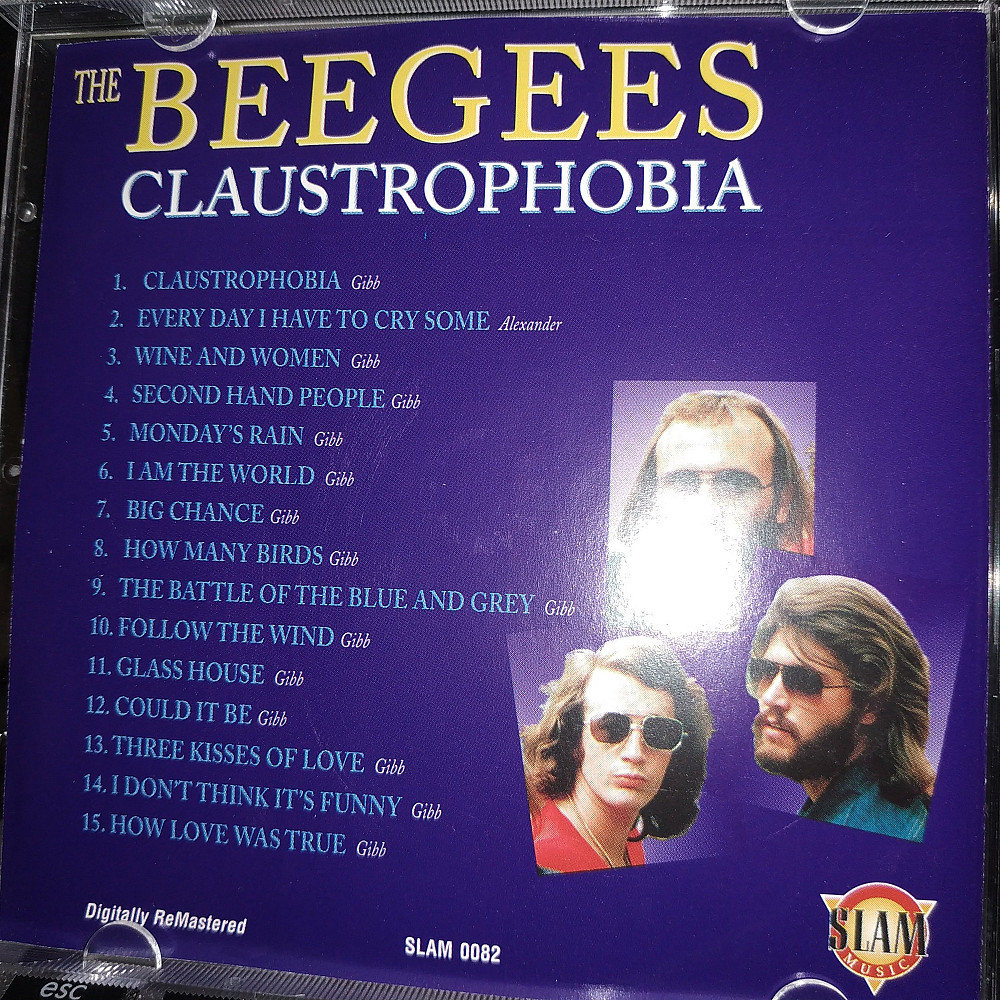 THE BEEGEES
CLAUSTROPHOBIA
1. CLAUSTROPHOBIA Gibb
2. EVERY DAY I HAVE TO CRY SOME Alexander
3. WINE AND WOMEN Gibb
4. SECOND HAND PEOPLE Gibb
5. MONDAY'S RAIN Gibb
6. I AM THE WORLD Gibb
7. BIG CHANCE Gibb
8. HOW MANY BIRDS Gibb
9. THE BATTLE OF THE BLUE AND GREY Gibb
10. FOLLOW THE WIND Gibb
11. GLASS HOUSE Gibb
12. COULD IT BE Gibb
13. THREE KISSES OF LOVE Gibb
14. I DON'T THINK IT'S FUNNY Gibb
15. HOW LOVE WAS TRUE Gibb
Digitally ReMastered
SLAM 0082
SLAM
MUSIC
esc